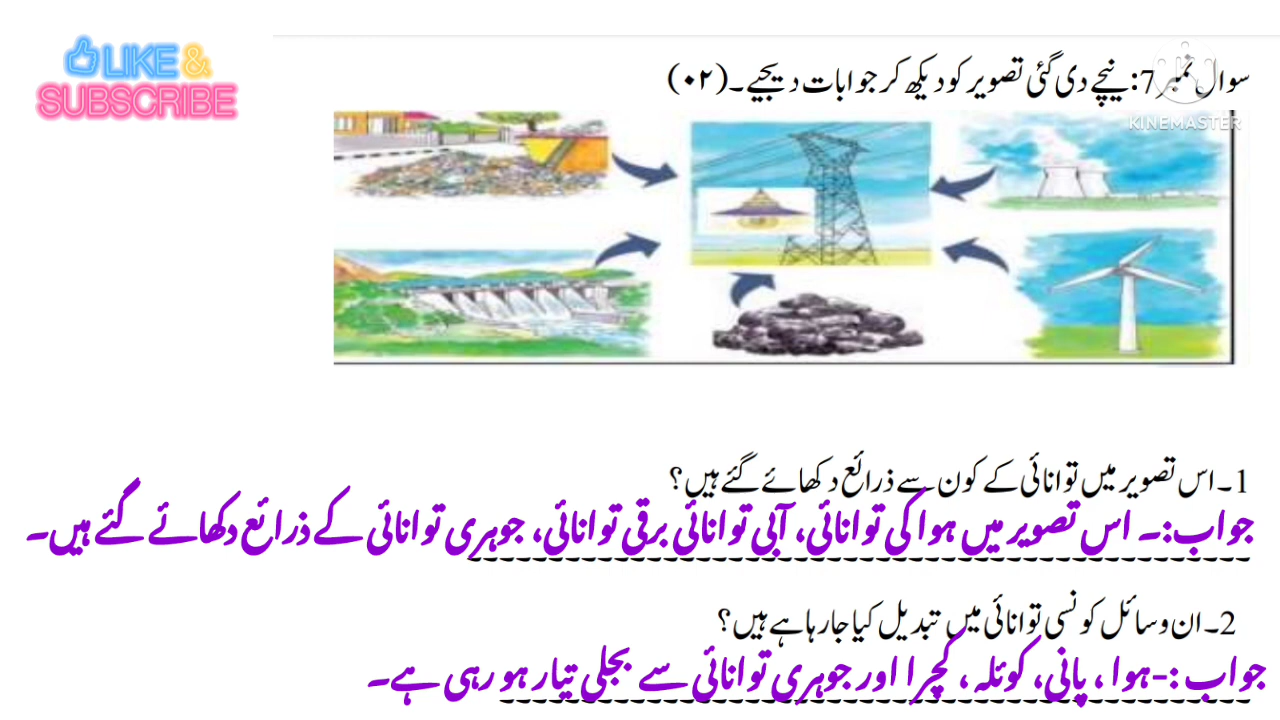 LIKE &
SUBSCRIBE
سوال نمبر7: نیچے دی گئی تصویر کو دیکھ کر جوابات دیجیے۔(۰۲)
KINEMASTER
1۔اس تصویر میں توانائی کے کون سے ذرائع دکھائے گئے ہیں؟
جواب:۔ اس تصویر میں ہوا کی توانائی، آبی توانائی برقی توانائی، جوہری توانائی کے ذرائع دکھائے گئے ہیں۔
2۔ان وسائل کو نسی توانائی میں تبدیل کیا جا رہا ہے ہیں؟
جواب :-ہوا ، پانی، کوئلہ ، کچرا اور جوہری توانائی سے بجلی تیار ہو رہی ہے۔